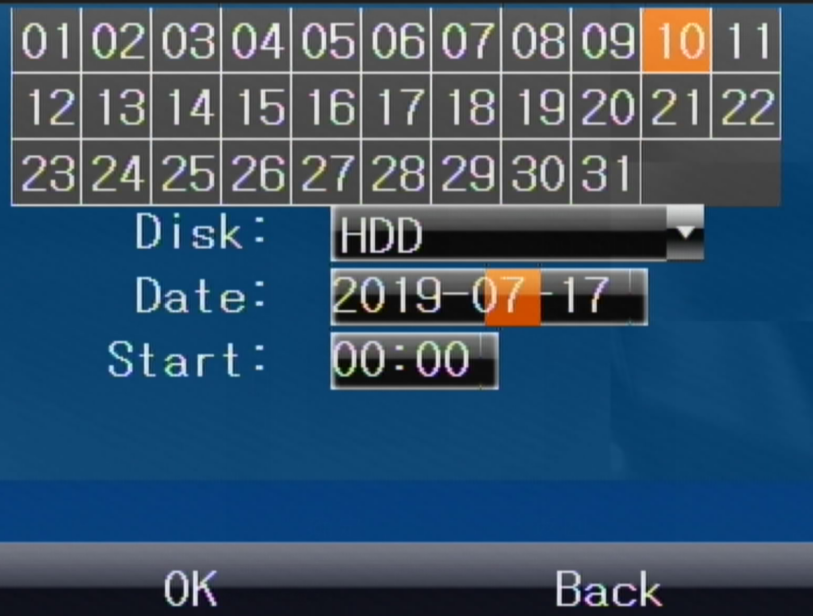 01 02 03 04 05 06 07 08 09 10 11
12 13 14 15 16 17 18 19 20 21 22
23 24 25 26 27 28 29 30 31
Disk: HDD
Date: 2019-07-17
Start: 00:00
OK Back